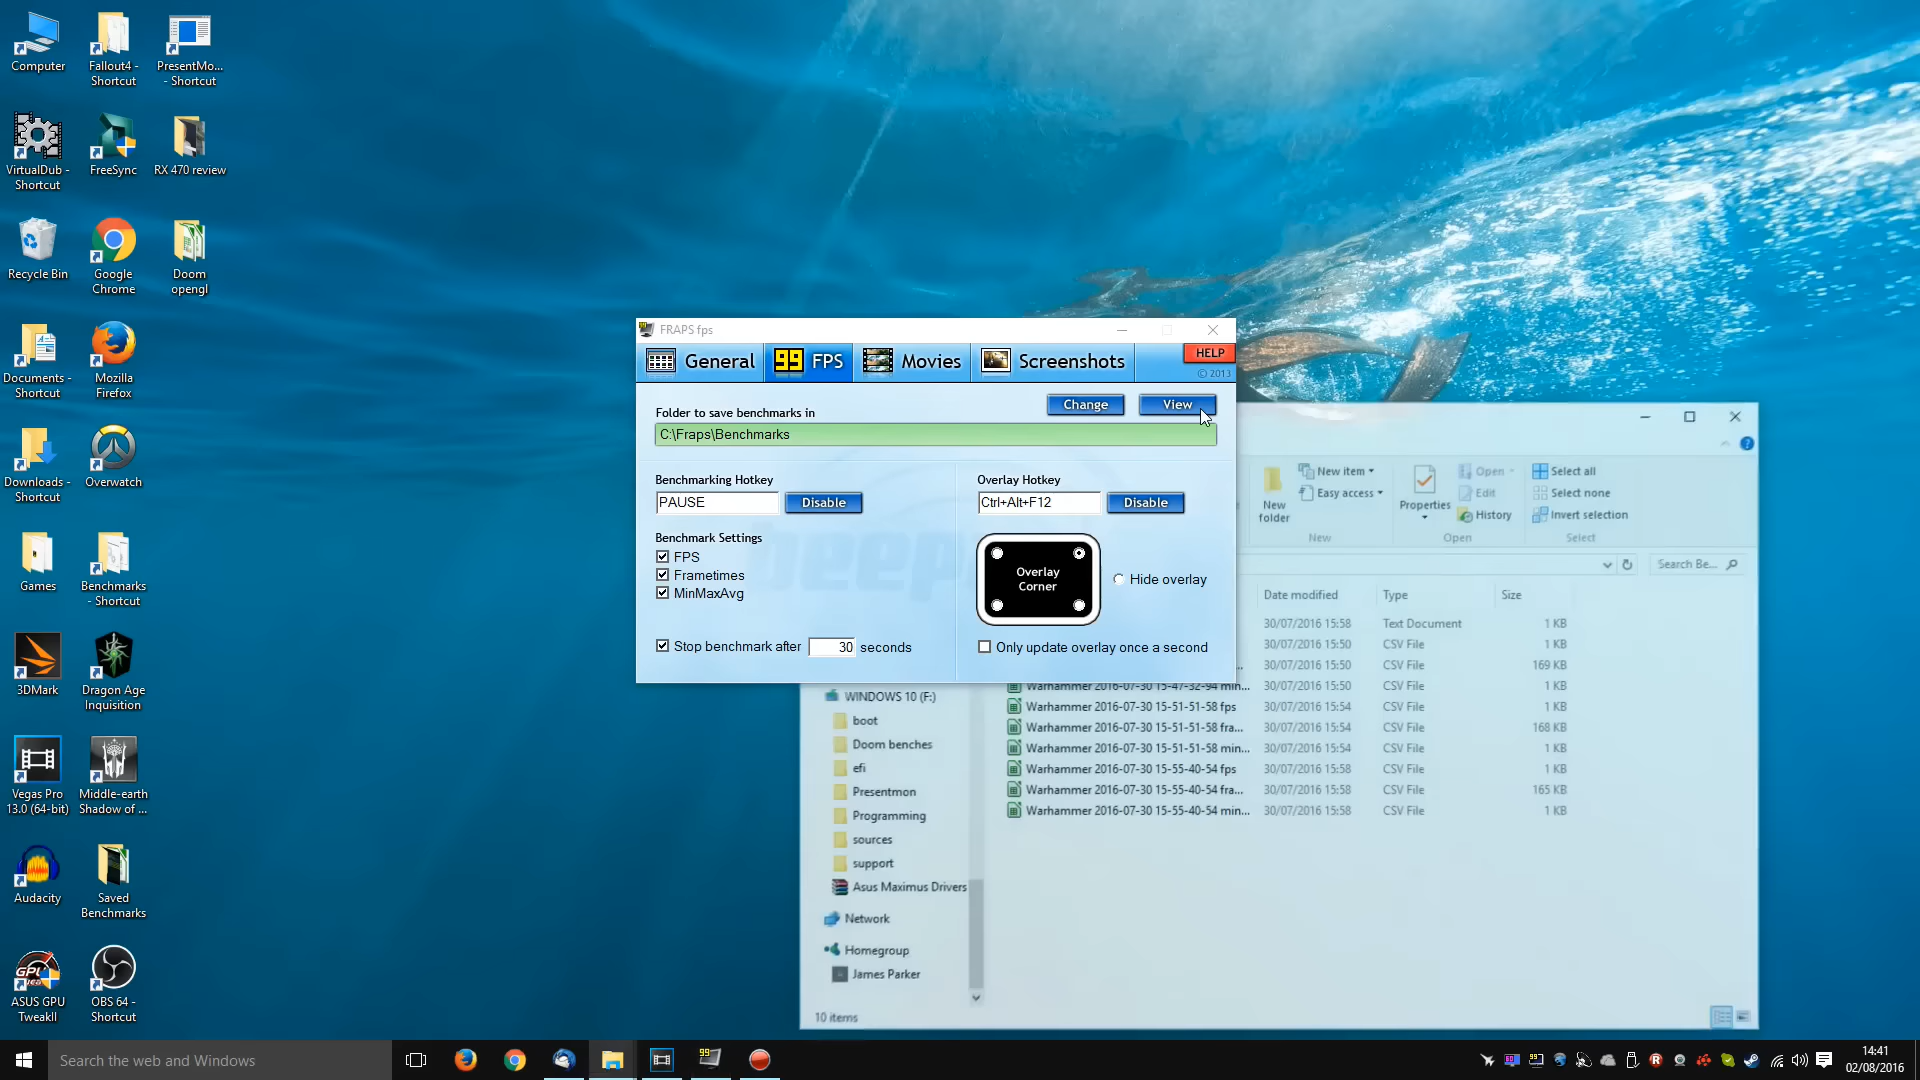 Computer
Fallout4 -
Shortcut
PresentMo...
- Shortcut
VirtualDub -
Shortcut
FreeSync
RX 470 review
Recycle Bin
Google
Chrome
Doom
opengl
Documents -
Shortcut
Mozilla
Firefox
Downloads -
Shortcut
Overwatch
Games
Benchmarks
- Shortcut
3DMark
Dragon Age
Inquisition
Vegas Pro
13.0 (64-bit)
Middle-earth
Shadow of ...
Audacity
Saved
Benchmarks
ASUS GPU
TweakII
OBS 64 -
Shortcut
FRAPS fps
General
99 FPS
Movies
Screenshots
HELP
© 2013
Folder to save benchmarks in
Change
View
C:\Fraps\Benchmarks
Benchmarking Hotkey
PAUSE
Disable
Overlay Hotkey
Ctrl+Alt+F12
Disable
Benchmark Settings
FPS
Frametimes
MinMaxAvg
Overlay
Corner
Hide overlay
Stop benchmark after 30 seconds
Only update overlay once a second
New
folder
New item
Easy access
New
Properties
Open
Edit
History
Open
Select all
Select none
Invert selection
Select
Search Be...
Date modified Type Size
30/07/2016 15:58 Text Document 1 KB
30/07/2016 15:50 CSV File 1 KB
30/07/2016 15:50 CSV File 169 KB
Warhammer 2016-07-30 15-47-32-94 min... 30/07/2016 15:50 CSV File 1 KB
Warhammer 2016-07-30 15-51-51-58 fps 30/07/2016 15:54 CSV File 1 KB
Warhammer 2016-07-30 15-51-51-58 fra... 30/07/2016 15:54 CSV File 168 KB
Warhammer 2016-07-30 15-51-51-58 min... 30/07/2016 15:54 CSV File 1 KB
Warhammer 2016-07-30 15-55-40-54 fps 30/07/2016 15:58 CSV File 1 KB
Warhammer 2016-07-30 15-55-40-54 fra... 30/07/2016 15:58 CSV File 165 KB
Warhammer 2016-07-30 15-55-40-54 min... 30/07/2016 15:58 CSV File 1 KB
WINDOWS 10 (F:)
boot
Doom benches
efi
Presentmon
Programming
sources
support
Asus Maximus Drivers
Network
Homegroup
James Parker
10 items
Search the web and Windows
14:41
02/08/2016